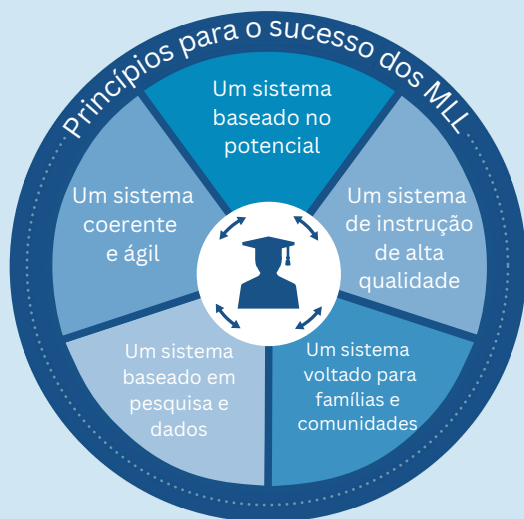 Princípios para o sucesso dos MLL
Um sistema
baseado no
potencial
Um sistema
de instrução
de alta
qualidade
Um sistema
voltado para
famílias e
comunidades
Um sistema
baseado em
pesquisa e
dados
Um sistema
coerente
e ágil